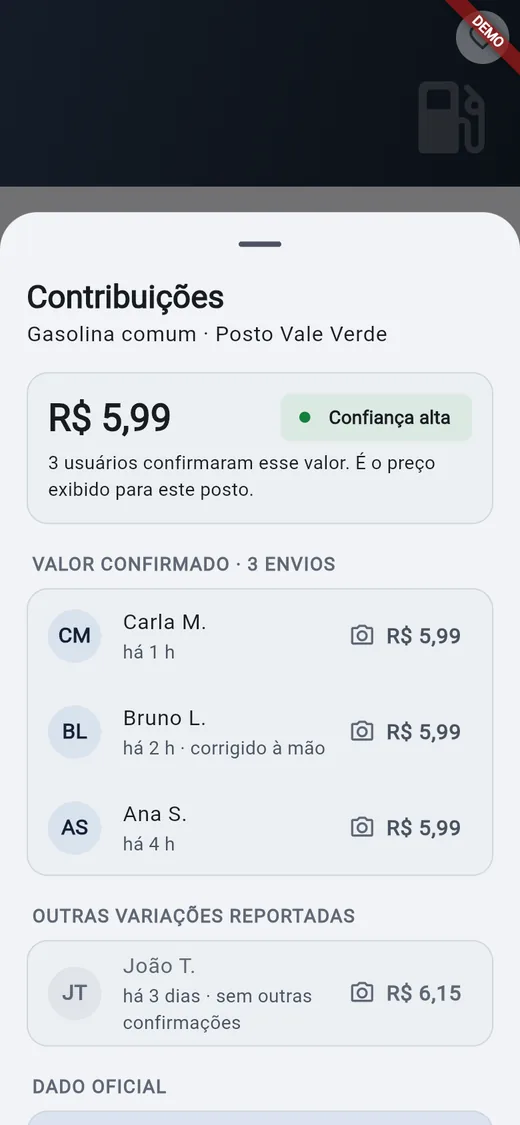 DEMO
Contribuições
Gasolina comum · Posto Vale Verde
R$ 5,99
Confiança alta
3 usuários confirmaram esse valor. É o preço
exibido para este posto.
VALOR CONFIRMADO · 3 ENVIOS
CM
Carla M.
há 1 h
R$ 5,99
BL
Bruno L.
há 2 h · corrigido à mão
R$ 5,99
AS
Ana S.
há 4 h
R$ 5,99
OUTRAS VARIAÇÕES REPORTADAS
JT
João T.
há 3 dias · sem outras
confirmações
R$ 6,15
DADO OFICIAL